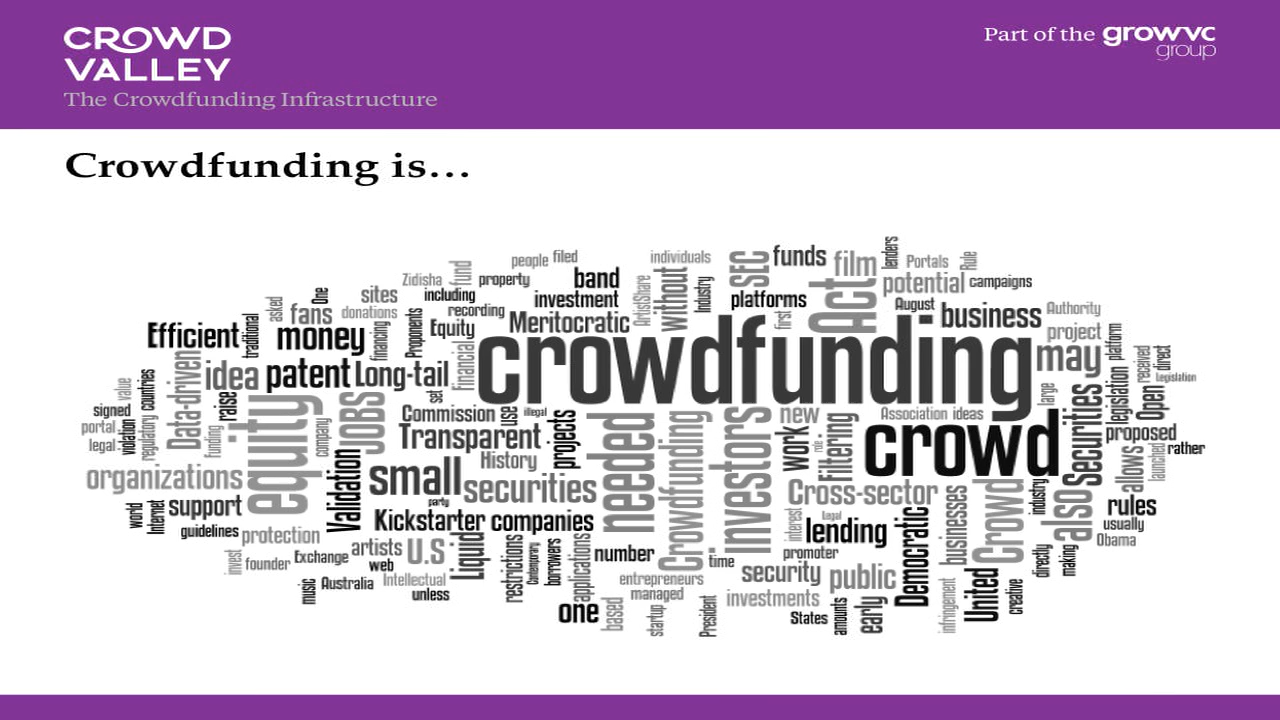 CROWD
VALLEY
The Crowdfunding Infrastructure
Part of the growvc
group
Crowdfunding is...
people filed
individuals
SEC
funds
film
lenders
Portals
Rule
Zidisha
fund
property
band
ArtistShare
without
Industry
Act
potential
campaigns
asked
One
sites
including
investment
platforms
August
business
Authority
fans
donations
recording
Meritocratic
first
project
platform
Efficient
traditional
money
financing
Proponents
Equity
crowdfunding
may
received
direct
Data-driven
idea
patent
Long-tail
financial
large
legislation
Open
Legislation
value
countries
raise
set
Securities
signed
equity
JOBS
Commission
use
illegal
projects
needed
Crowdfunding
investors
new
Association
ideas
portal
violation
regulatory
funding
company
Transparent
work
role
Filtering
crowd
proposed
legal
History
allows
launched
rather
organizations
Validation
small
securities
Cross-sector
businesses
Crowd
industry
also
world
Internet
support
party
Kickstarter
companies
interest
Legal
lending
Democratic
rules
guidelines
usually
protection
Obama
invest
founder
Exchange
artists
web
U.S
Liquid
restrictions
Contemporary
borrowers
applications
number
time
promoter
directly
making
music
Australia
Intellectual
unless
entrepreneurs
managed
security
public
United
creative
one
based
startup
President
investments
States
amounts
early
infringement